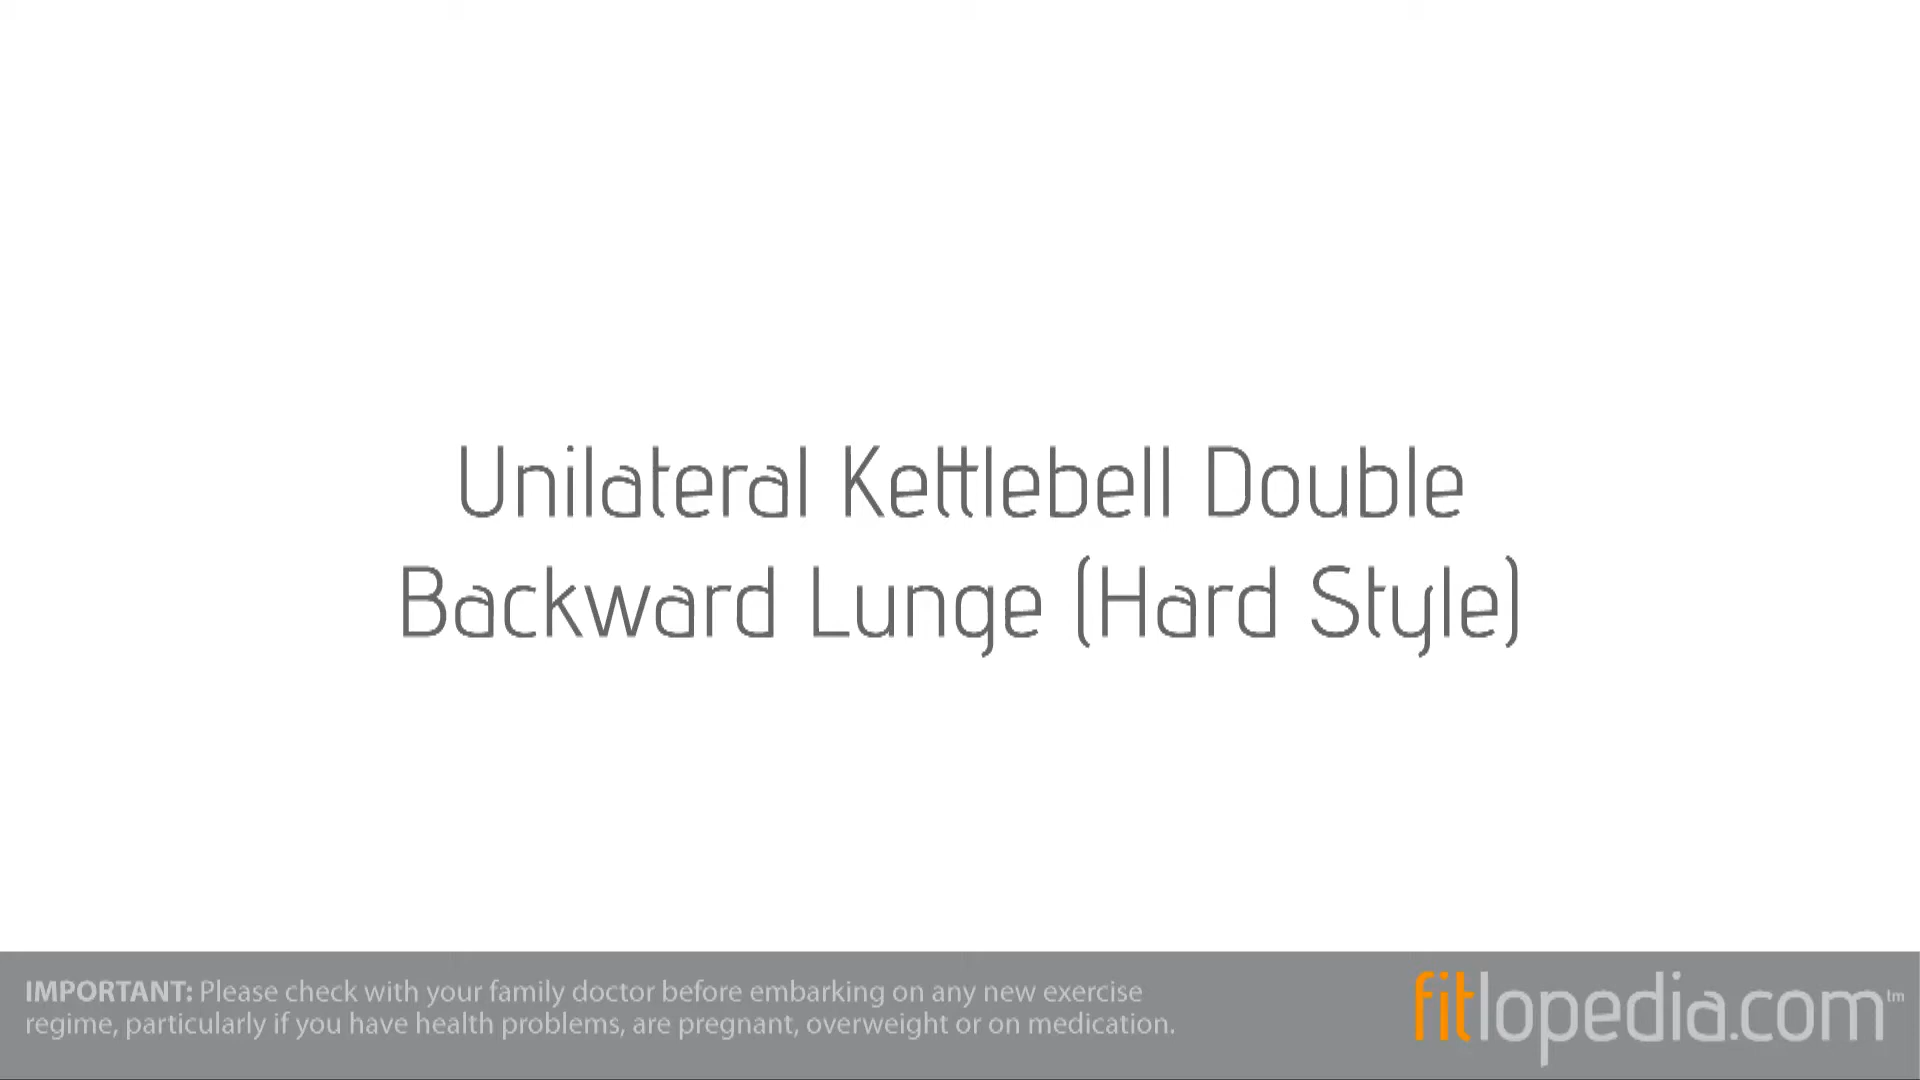 Unilateral Kettlebell Double
Backward Lunge (Hard Style)
IMPORTANT: Please check with your family doctor before embarking on any new exercise
regime, particularly if you have health problems, are pregnant, overweight or on medication.
fitlopedia.com™